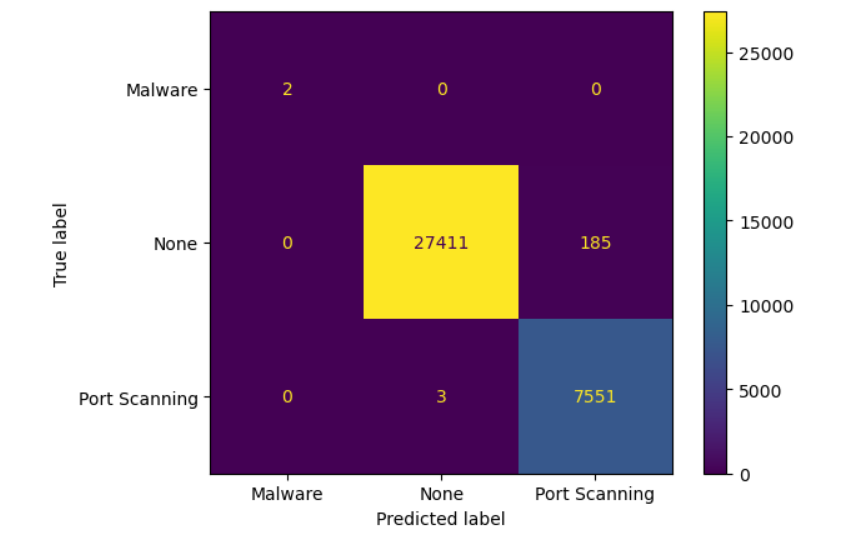 True label
Malware
None
Port Scanning
2 0 0
0 27411 185
0 3 7551
Malware None Port Scanning
Predicted label
25000
20000
15000
10000
5000
0